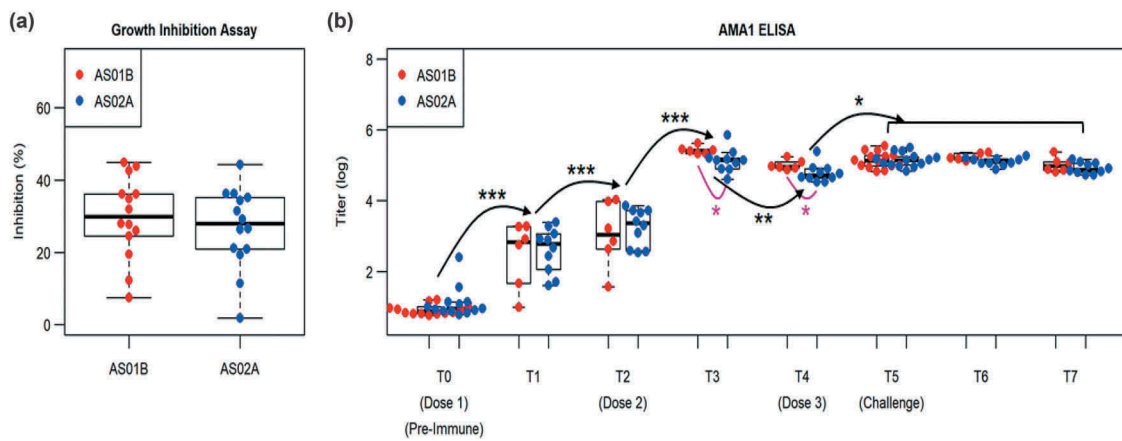 (a)
Growth Inhibition Assay
AS01B
AS02A
Inhibition (%)
60
40
20
0
AS01B
AS02A
(b)
AMA1 ELISA
AS01B
AS02A
Titer (log)
8
6
4
2
***
***
***
*
**
*
*
T0
T1
T2
T3
T4
T5
T6
T7
(Dose 1)
(Dose 2)
(Dose 3)
(Challenge)
(Pre-Immune)